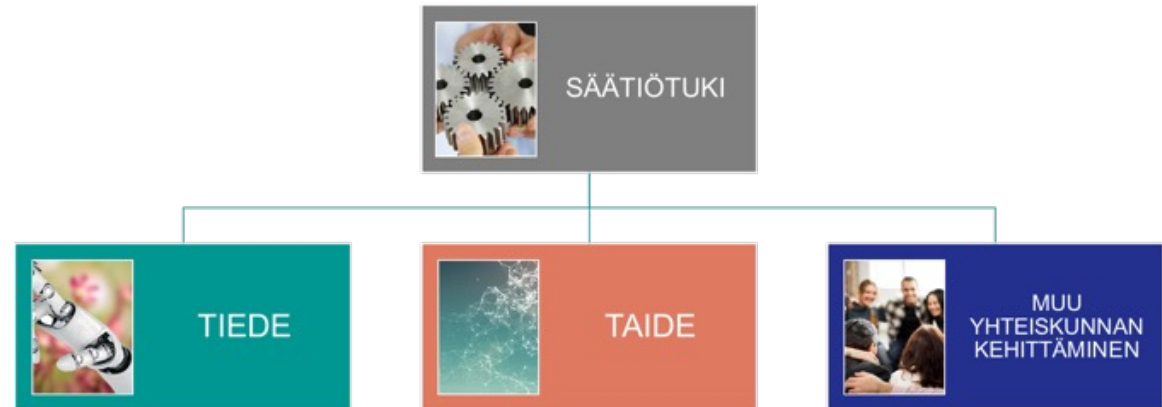 SÄÄTIÖTUKI
TIEDE
TAIDE
MUU
YHTEISKUNNAN
KEHITTÄMINEN